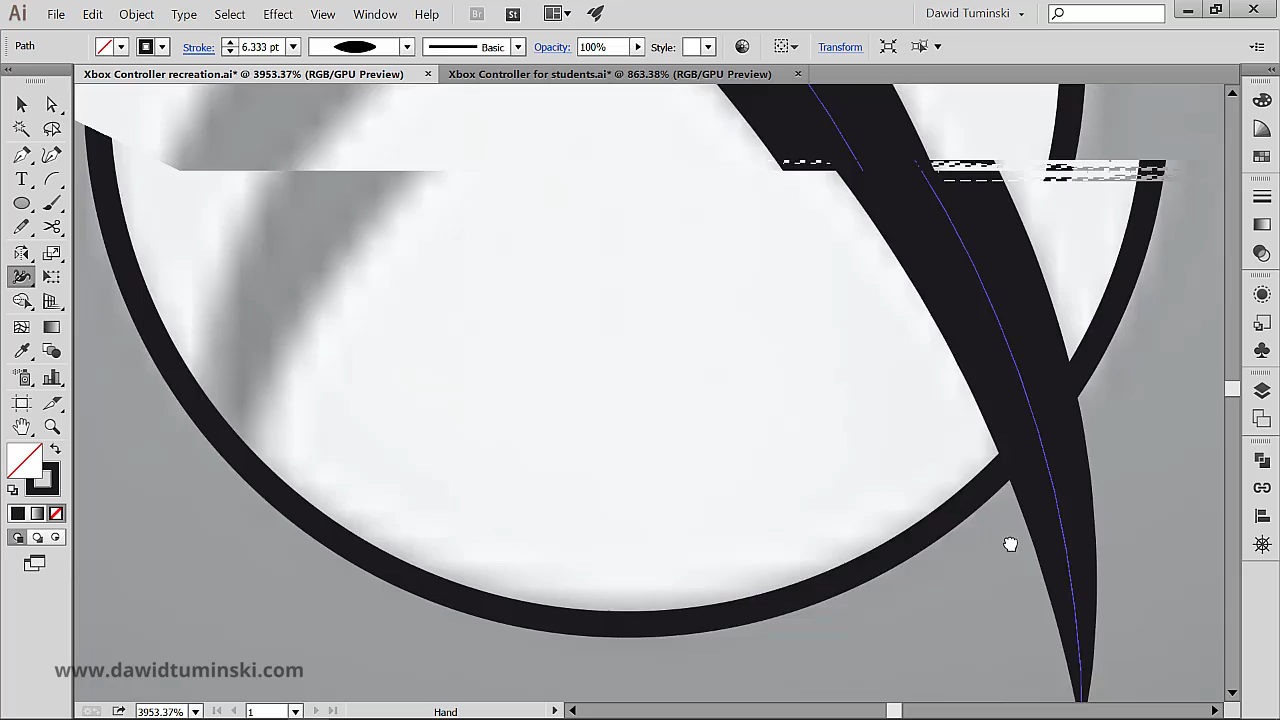 Ai File Edit Object Type Select Effect View Window Help Br St Dawid Tuminski
Path Stroke: 6.333 pt Basic Opacity: 100% Style: Transform
Xbox Controller recreation.ai* @ 3953.37% (RGB/GPU Preview) × Xbox Controller for students.ai* @ 863.38% (RGB/GPU Preview) ×
www.dawidtuminski.com
3953.37% 1 Hand